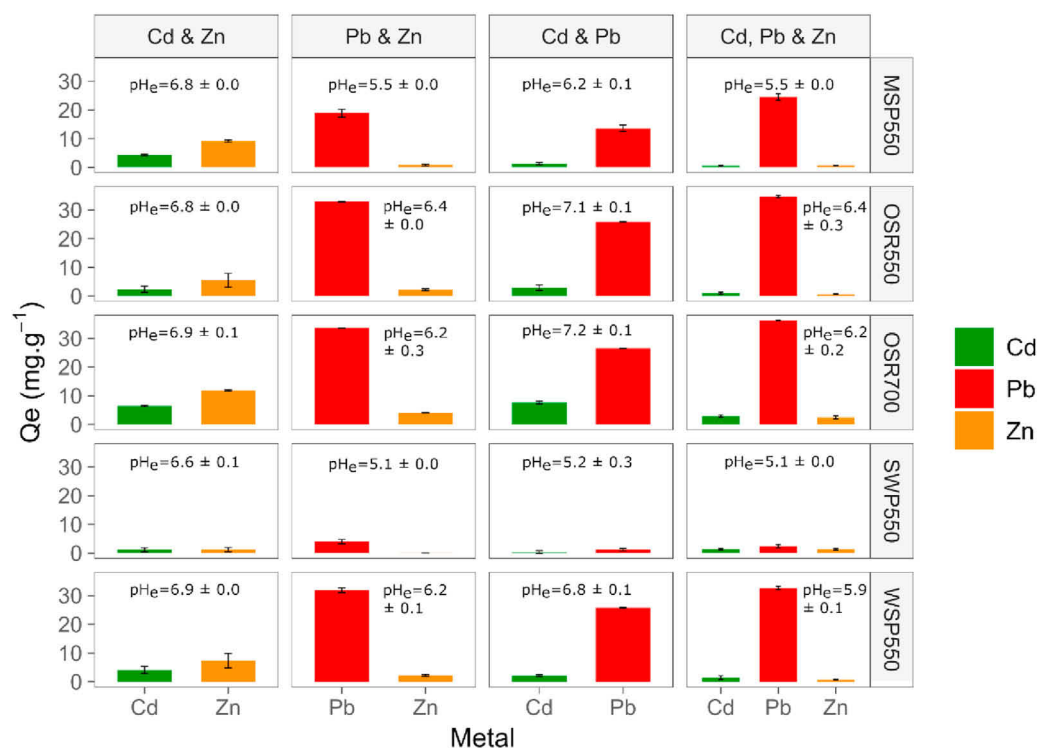 Cd & Zn Pb & Zn Cd & Pb Cd, Pb & Zn
30
20
10
0
pHe=6.8 ± 0.0 pHe=5.5 ± 0.0 pHe=6.2 ± 0.1 pHe=5.5 ± 0.0
MSP550
30
20
10
0
pHe=6.8 ± 0.0 pHe=6.4
± 0.0
pHe=7.1 ± 0.1 pHe=6.4
± 0.3
OSR550
30
20
10
0
pHe=6.9 ± 0.1 pHe=6.2
± 0.3
pHe=7.2 ± 0.1 pHe=6.2
± 0.2
OSR700
30
20
10
0
pHe=6.6 ± 0.1 pHe=5.1 ± 0.0 pHe=5.2 ± 0.3 pHe=5.1 ± 0.0
SWP550
30
20
10
0
pHe=6.9 ± 0.0 pHe=6.2
± 0.1
pHe=6.8 ± 0.1 pHe=5.9
± 0.1
WSP550
Cd Zn Pb Zn Cd Pb Cd Pb Zn
Metal
Qe (mg.g⁻¹)
Cd
Pb
Zn